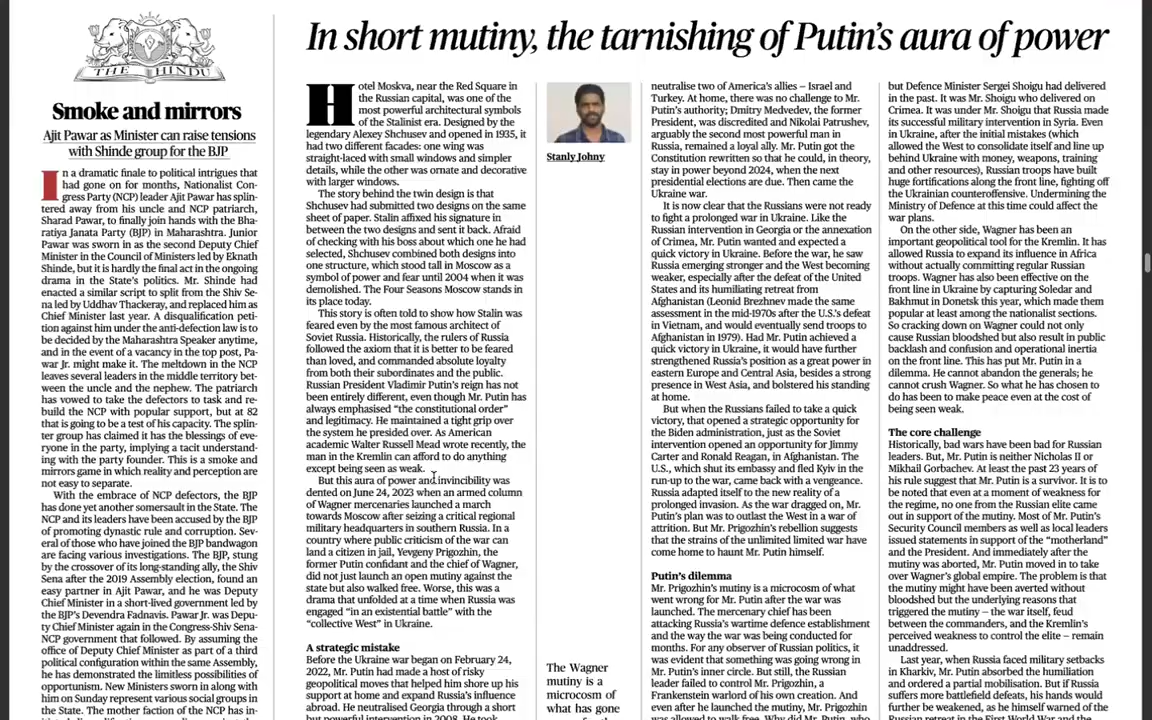 In short mutiny, the tarnishing of Putin's aura of power
THE HINDU
Smoke and mirrors
Ajit Pawar as Minister can raise tensions
with Shinde group for the BJP
In a dramatic finale to political intrigues that
had gone on for months, Nationalist Con-
gress Party (NCP) leader Ajit Pawar has splin-
tered away from his uncle and NCP patriarch,
Sharad Pawar, to finally join hands with the Bha-
ratiya Janata Party (BJP) in Maharashtra. Junior
Pawar was sworn in as the second Deputy Chief
Minister in the Council of Ministers led by Eknath
Shinde, but it is hardly the final act in the ongoing
drama in the State's politics. Mr. Shinde had
enacted a similar script to split from the Shiv Se-
na led by Uddhav Thackeray, and replaced him as
Chief Minister last year. A disqualification peti-
tion against him under the anti-defection law is to
be decided by the Maharashtra Speaker anytime,
and in the event of a vacancy in the top post, Pa-
war Jr. might make it. The meltdown in the NCP
leaves several leaders in the middle territory bet-
ween the uncle and the nephew. The patriarch
has vowed to take the defectors to task and re-
build the NCP with popular support, but at 82
that is going to be a test of his capacity. The splin-
ter group has claimed it has the blessings of eve-
ryone in the party, implying a tacit understand-
ing with the party founder. This is a smoke and
mirrors game in which reality and perception are
not easy to separate.
With the embrace of NCP defectors, the BJP
has done yet another somersault in the State. The
NCP and its leaders have been accused by the BJP
of promoting dynastic rule and corruption. Sev-
eral of those who have joined the BJP bandwagon
are facing various investigations. The BJP, stung
by the crossover of its long-standing ally, the Shiv
Sena after the 2019 Assembly election, found an
easy partner in Ajit Pawar, and he was Deputy
Chief Minister in a short-lived government led by
the BJP's Devendra Fadnavis. Pawar Jr. was Depu-
ty Chief Minister again in the Congress-Shiv Sena-
NCP government that followed. By assuming the
office of Deputy Chief Minister as part of a third
political configuration within the same Assembly,
he has demonstrated the limitless possibilities of
opportunism. New Ministers sworn in along with
him on Sunday represent various social groups in
the State. The mother faction of the NCP has in-
Hotel Moskva, near the Red Square in
the Russian capital, was one of the
most powerful architectural symbols
of the Stalinist era. Designed by the
legendary Alexey Shchusev and opened in 1935, it
had two different facades: one wing was
straight-laced with small windows and simpler
details, while the other was ornate and decorative
with larger windows.
The story behind the twin design is that
Shchusev had submitted two designs on the same
sheet of paper. Stalin affixed his signature in
between the two designs and sent it back. Afraid
of checking with his boss about which one he had
selected, Shchusev combined both designs into
one structure, which stood tall in Moscow as a
symbol of power and fear until 2004 when it was
demolished. The Four Seasons Moscow stands in
its place today.
This story is often told to show how Stalin was
feared even by the most famous architect of
Soviet Russia. Historically, the rulers of Russia
followed the axiom that it is better to be feared
than loved, and commanded absolute loyalty
from both their subordinates and the public.
Russian President Vladimir Putin's reign has not
been entirely different, even though Mr. Putin has
always emphasised "the constitutional order"
and legitimacy. He maintained a tight grip over
the system he presided over. As American
academic Walter Russell Mead wrote recently, the
man in the Kremlin can afford to do anything
except being seen as weak.
But this aura of power and invincibility was
dented on June 24, 2023 when an armed column
of Wagner mercenaries launched a march
towards Moscow after seizing a critical regional
military headquarters in southern Russia. In a
country where public criticism of the war can
land a citizen in jail, Yevgeny Prigozhin, the
former Putin confidant and the chief of Wagner,
did not just launch an open mutiny against the
state but also walked free. Worse, this was a
drama that unfolded at a time when Russia was
engaged "in an existential battle" with the
"collective West" in Ukraine.
A strategic mistake
Before the Ukraine war began on February 24,
2022, Mr. Putin had made a host of risky
geopolitical moves that helped him shore up his
support at home and expand Russia's influence
abroad. He neutralised Georgia through a short
but powerful intervention in 2008. He took
Stanly Johny
The Wagner
mutiny is a
microcosm of
what has gone
neutralise two of America's allies – Israel and
Turkey. At home, there was no challenge to Mr.
Putin's authority; Dmitry Medvedev, the former
President, was discredited and Nikolai Patrushev,
arguably the second most powerful man in
Russia, remained a loyal ally. Mr. Putin got the
Constitution rewritten so that he could, in theory,
stay in power beyond 2024, when the next
presidential elections are due. Then came the
Ukraine war.
It is now clear that the Russians were not ready
to fight a prolonged war in Ukraine. Like the
Russian intervention in Georgia or the annexation
of Crimea, Mr. Putin wanted and expected a
quick victory in Ukraine. Before the war, he saw
Russia emerging stronger and the West becoming
weaker, especially after the defeat of the United
States and its humiliating retreat from
Afghanistan (Leonid Brezhnev made the same
assessment in the mid-1970s after the U.S.'s defeat
in Vietnam, and would eventually send troops to
Afghanistan in 1979). Had Mr. Putin achieved a
quick victory in Ukraine, it would have further
strengthened Russia's position as a great power in
eastern Europe and Central Asia, besides a strong
presence in West Asia, and bolstered his standing
at home.
But when the Russians failed to take a quick
victory, that opened a strategic opportunity for
the Biden administration, just as the Soviet
intervention opened an opportunity for Jimmy
Carter and Ronald Reagan, in Afghanistan. The
U.S., which shut its embassy and fled Kyiv in the
run-up to the war, came back with a vengeance.
Russia adapted itself to the new reality of a
prolonged invasion. As the war dragged on, Mr.
Putin's plan was to outlast the West in a war of
attrition. But Mr. Prigozhin's rebellion suggests
that the strains of the unlimited limited war have
come home to haunt Mr. Putin himself.
Putin's dilemma
Mr. Prigozhin's mutiny is a microcosm of what
went wrong for Mr. Putin after the war was
launched. The mercenary chief has been
attacking Russia's wartime defence establishment
and the way the war was being conducted for
months. For any observer of Russian politics, it
was evident that something was going wrong in
Mr. Putin's inner circle. But still, the Russian
leader failed to control Mr. Prigozhin, a
Frankenstein warlord of his own creation. And
even after he launched the mutiny, Mr. Prigozhin
was allowed to walk free. Why did Mr. Putin, who
but Defence Minister Sergei Shoigu had delivered
in the past. It was Mr. Shoigu who delivered on
Crimea. It was under Mr. Shoigu that Russia made
its successful military intervention in Syria. Even
in Ukraine, after the initial mistakes (which
allowed the West to consolidate itself and line up
behind Ukraine with money, weapons, training
and other resources), Russian troops have built
huge fortifications along the front line, fighting off
the Ukrainian counteroffensive. Undermining the
Ministry of Defence at this time could affect the
war plans.
On the other side, Wagner has been an
important geopolitical tool for the Kremlin. It has
allowed Russia to expand its influence in Africa
without actually committing regular Russian
troops. Wagner has also been effective on the
front line in Ukraine by capturing Soledar and
Bakhmut in Donetsk this year, which made them
popular at least among the nationalist sections.
So cracking down on Wagner could not only
cause Russian bloodshed but also result in public
backlash and confusion and operational inertia
on the front line. This has put Mr. Putin in a
dilemma. He cannot abandon the generals; he
cannot crush Wagner. So what he has chosen to
do has been to make peace even at the cost of
being seen weak.
The core challenge
Historically, bad wars have been bad for Russian
leaders. But, Mr. Putin is neither Nicholas II or
Mikhail Gorbachev. At least the past 23 years of
his rule suggest that Mr. Putin is a survivor. It is to
be noted that even at a moment of weakness for
the regime, no one from the Russian elite came
out in support of the mutiny. Most of Mr. Putin's
Security Council members as well as local leaders
issued statements in support of the "motherland"
and the President. And immediately after the
mutiny was aborted, Mr. Putin moved in to take
over Wagner's global empire. The problem is that
the mutiny might have been averted without
bloodshed but the underlying reasons that
triggered the mutiny – the war itself, feud
between the commanders, and the Kremlin's
perceived weakness to control the elite – remain
unaddressed.
Last year, when Russia faced military setbacks
in Kharkiv, Mr. Putin absorbed the humiliation
and ordered a partial mobilisation. But if Russia
suffers more battlefield defeats, his hands would
further be weakened, as he himself warned of the
Russian retreat in the First World War and the